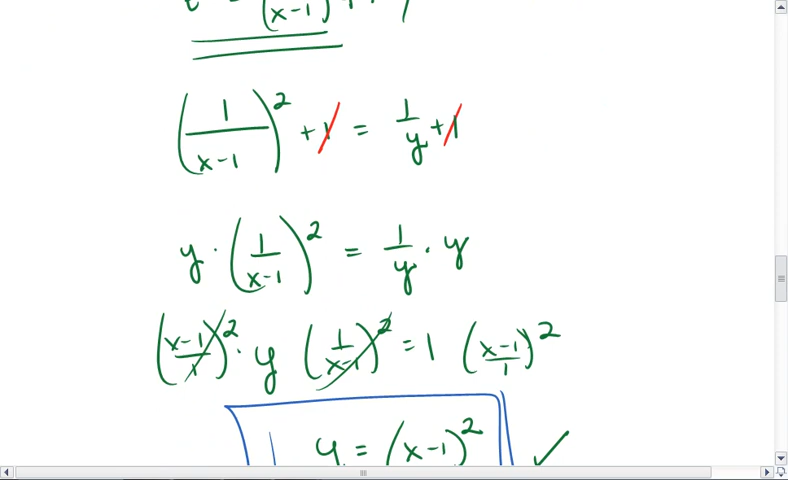 (1/(x-1))² + 1 = 1/y + 1
y · (1/(x-1))² = 1/y · y
((x-1)/1)² · y (1/(x-1))² = 1 ((x-1)/1)²
y = (x-1)² ✓